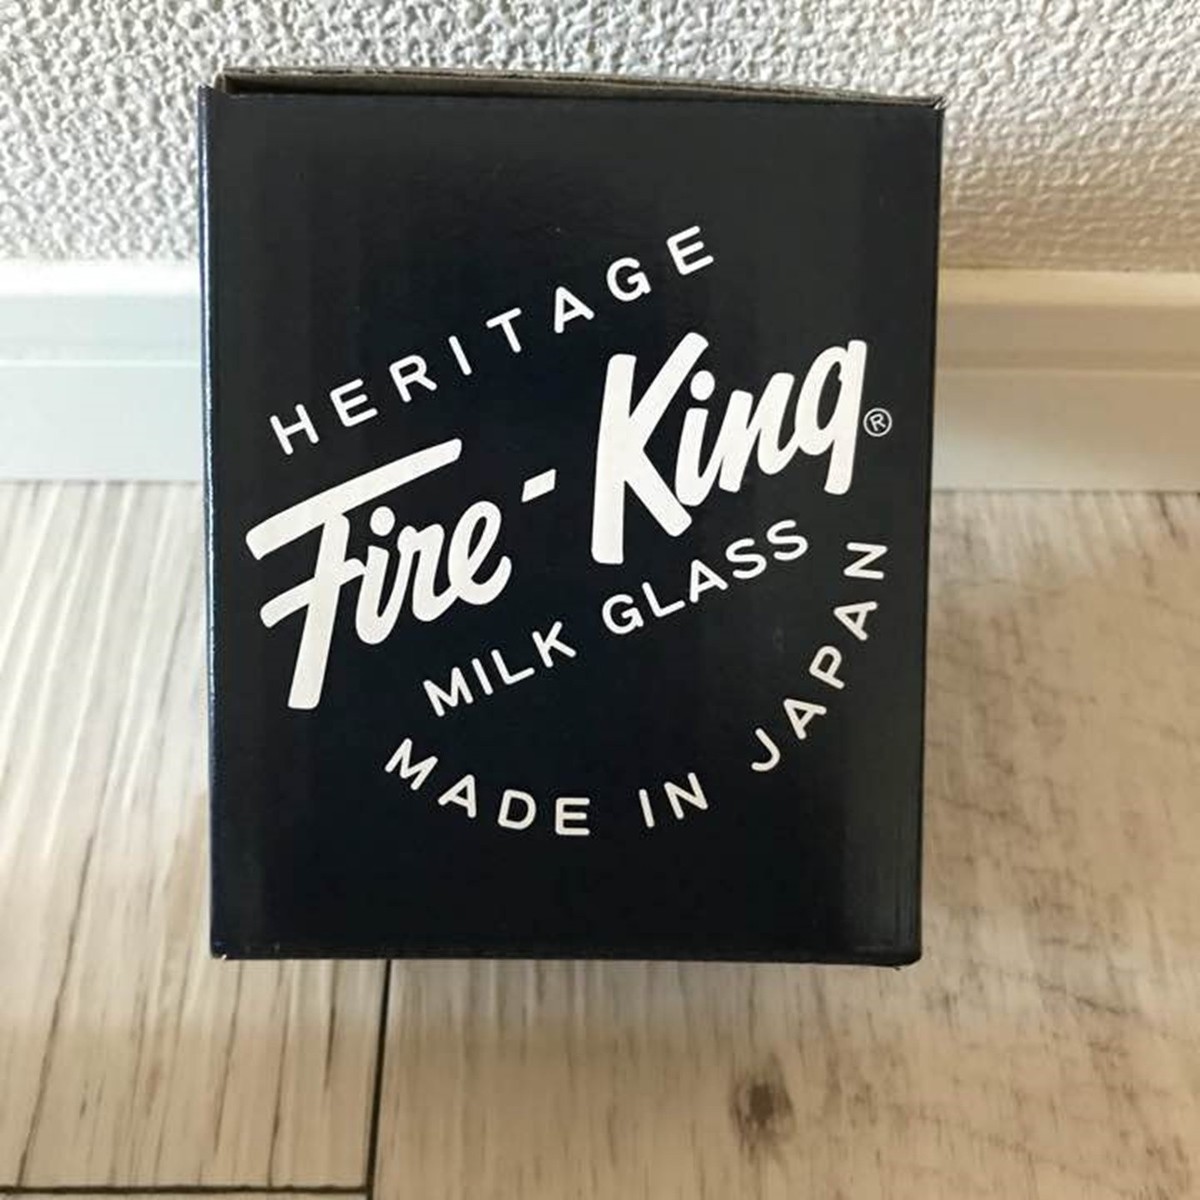 HERITAGE
Fire-King®
MILK GLASS
MADE IN JAPAN